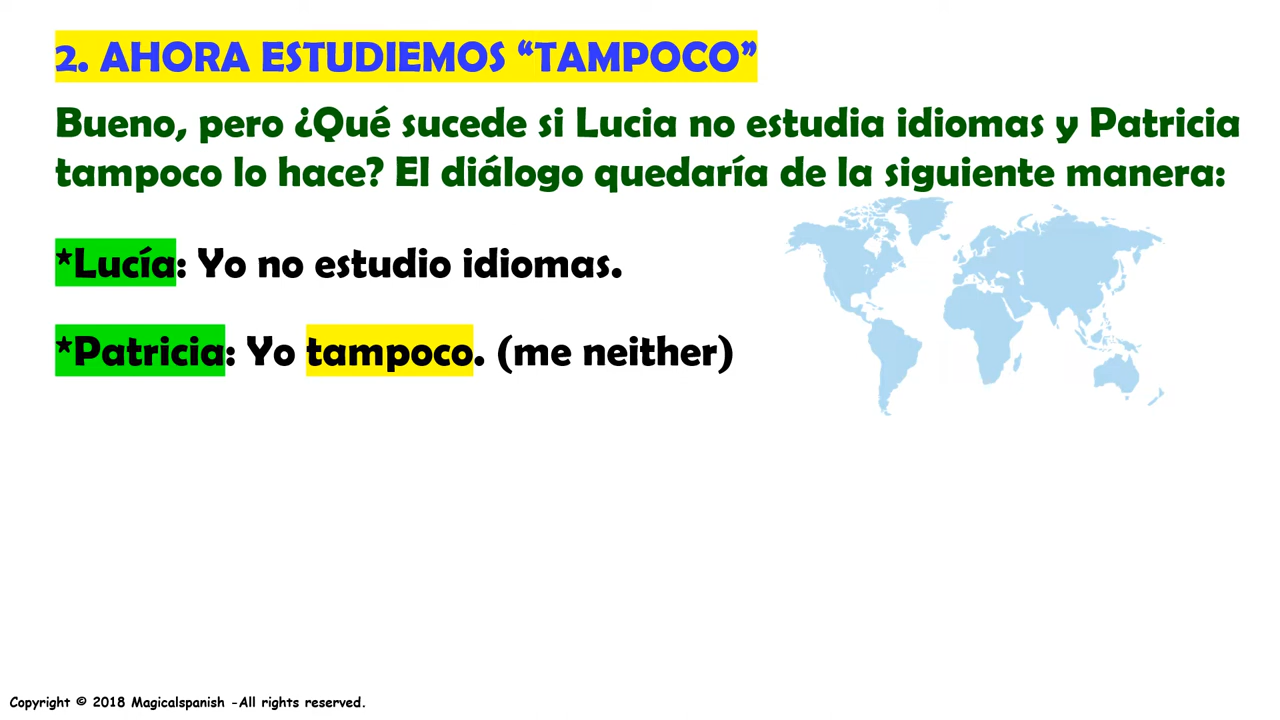 2. AHORA ESTUDIEMOS “TAMPOCO”
Bueno, pero ¿Qué sucede si Lucia no estudia idiomas y Patricia
tampoco lo hace? El diálogo quedaría de la siguiente manera:
*Lucía: Yo no estudio idiomas.
*Patricia: Yo tampoco. (me neither)
Copyright © 2018 Magicalspanish -All rights reserved.